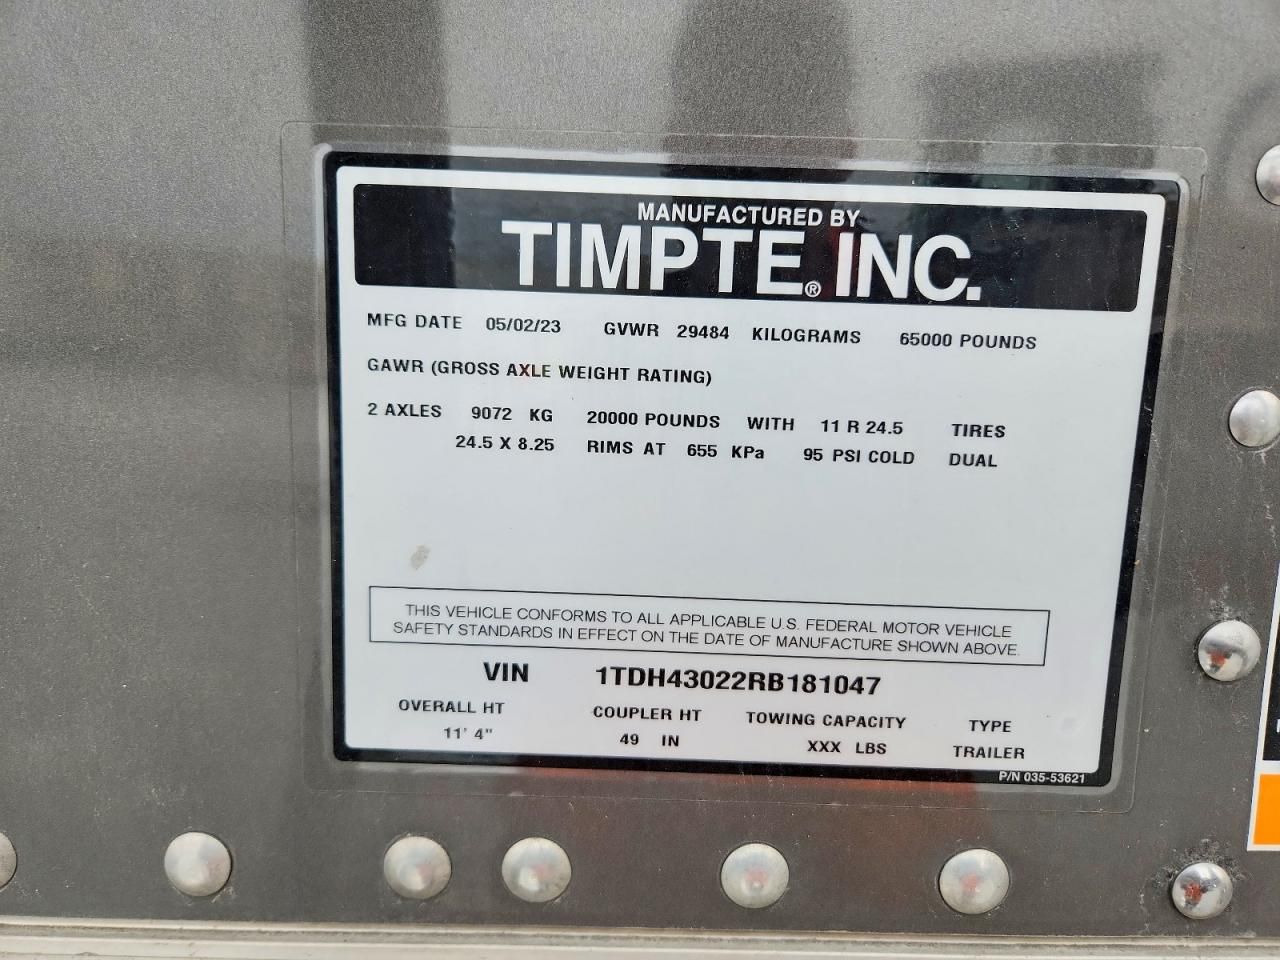 MANUFACTURED BY
TIMPTE® INC.
MFG DATE 05/02/23 GVWR 29484 KILOGRAMS 65000 POUNDS
GAWR (GROSS AXLE WEIGHT RATING)
2 AXLES 9072 KG 20000 POUNDS WITH 11 R 24.5 TIRES
24.5 X 8.25 RIMS AT 655 KPa 95 PSI COLD DUAL
THIS VEHICLE CONFORMS TO ALL APPLICABLE U.S. FEDERAL MOTOR VEHICLE
SAFETY STANDARDS IN EFFECT ON THE DATE OF MANUFACTURE SHOWN ABOVE.
VIN 1TDH43022RB181047
OVERALL HT COUPLER HT TOWING CAPACITY TYPE
11' 4" 49 IN XXX LBS TRAILER
P/N 035-53621